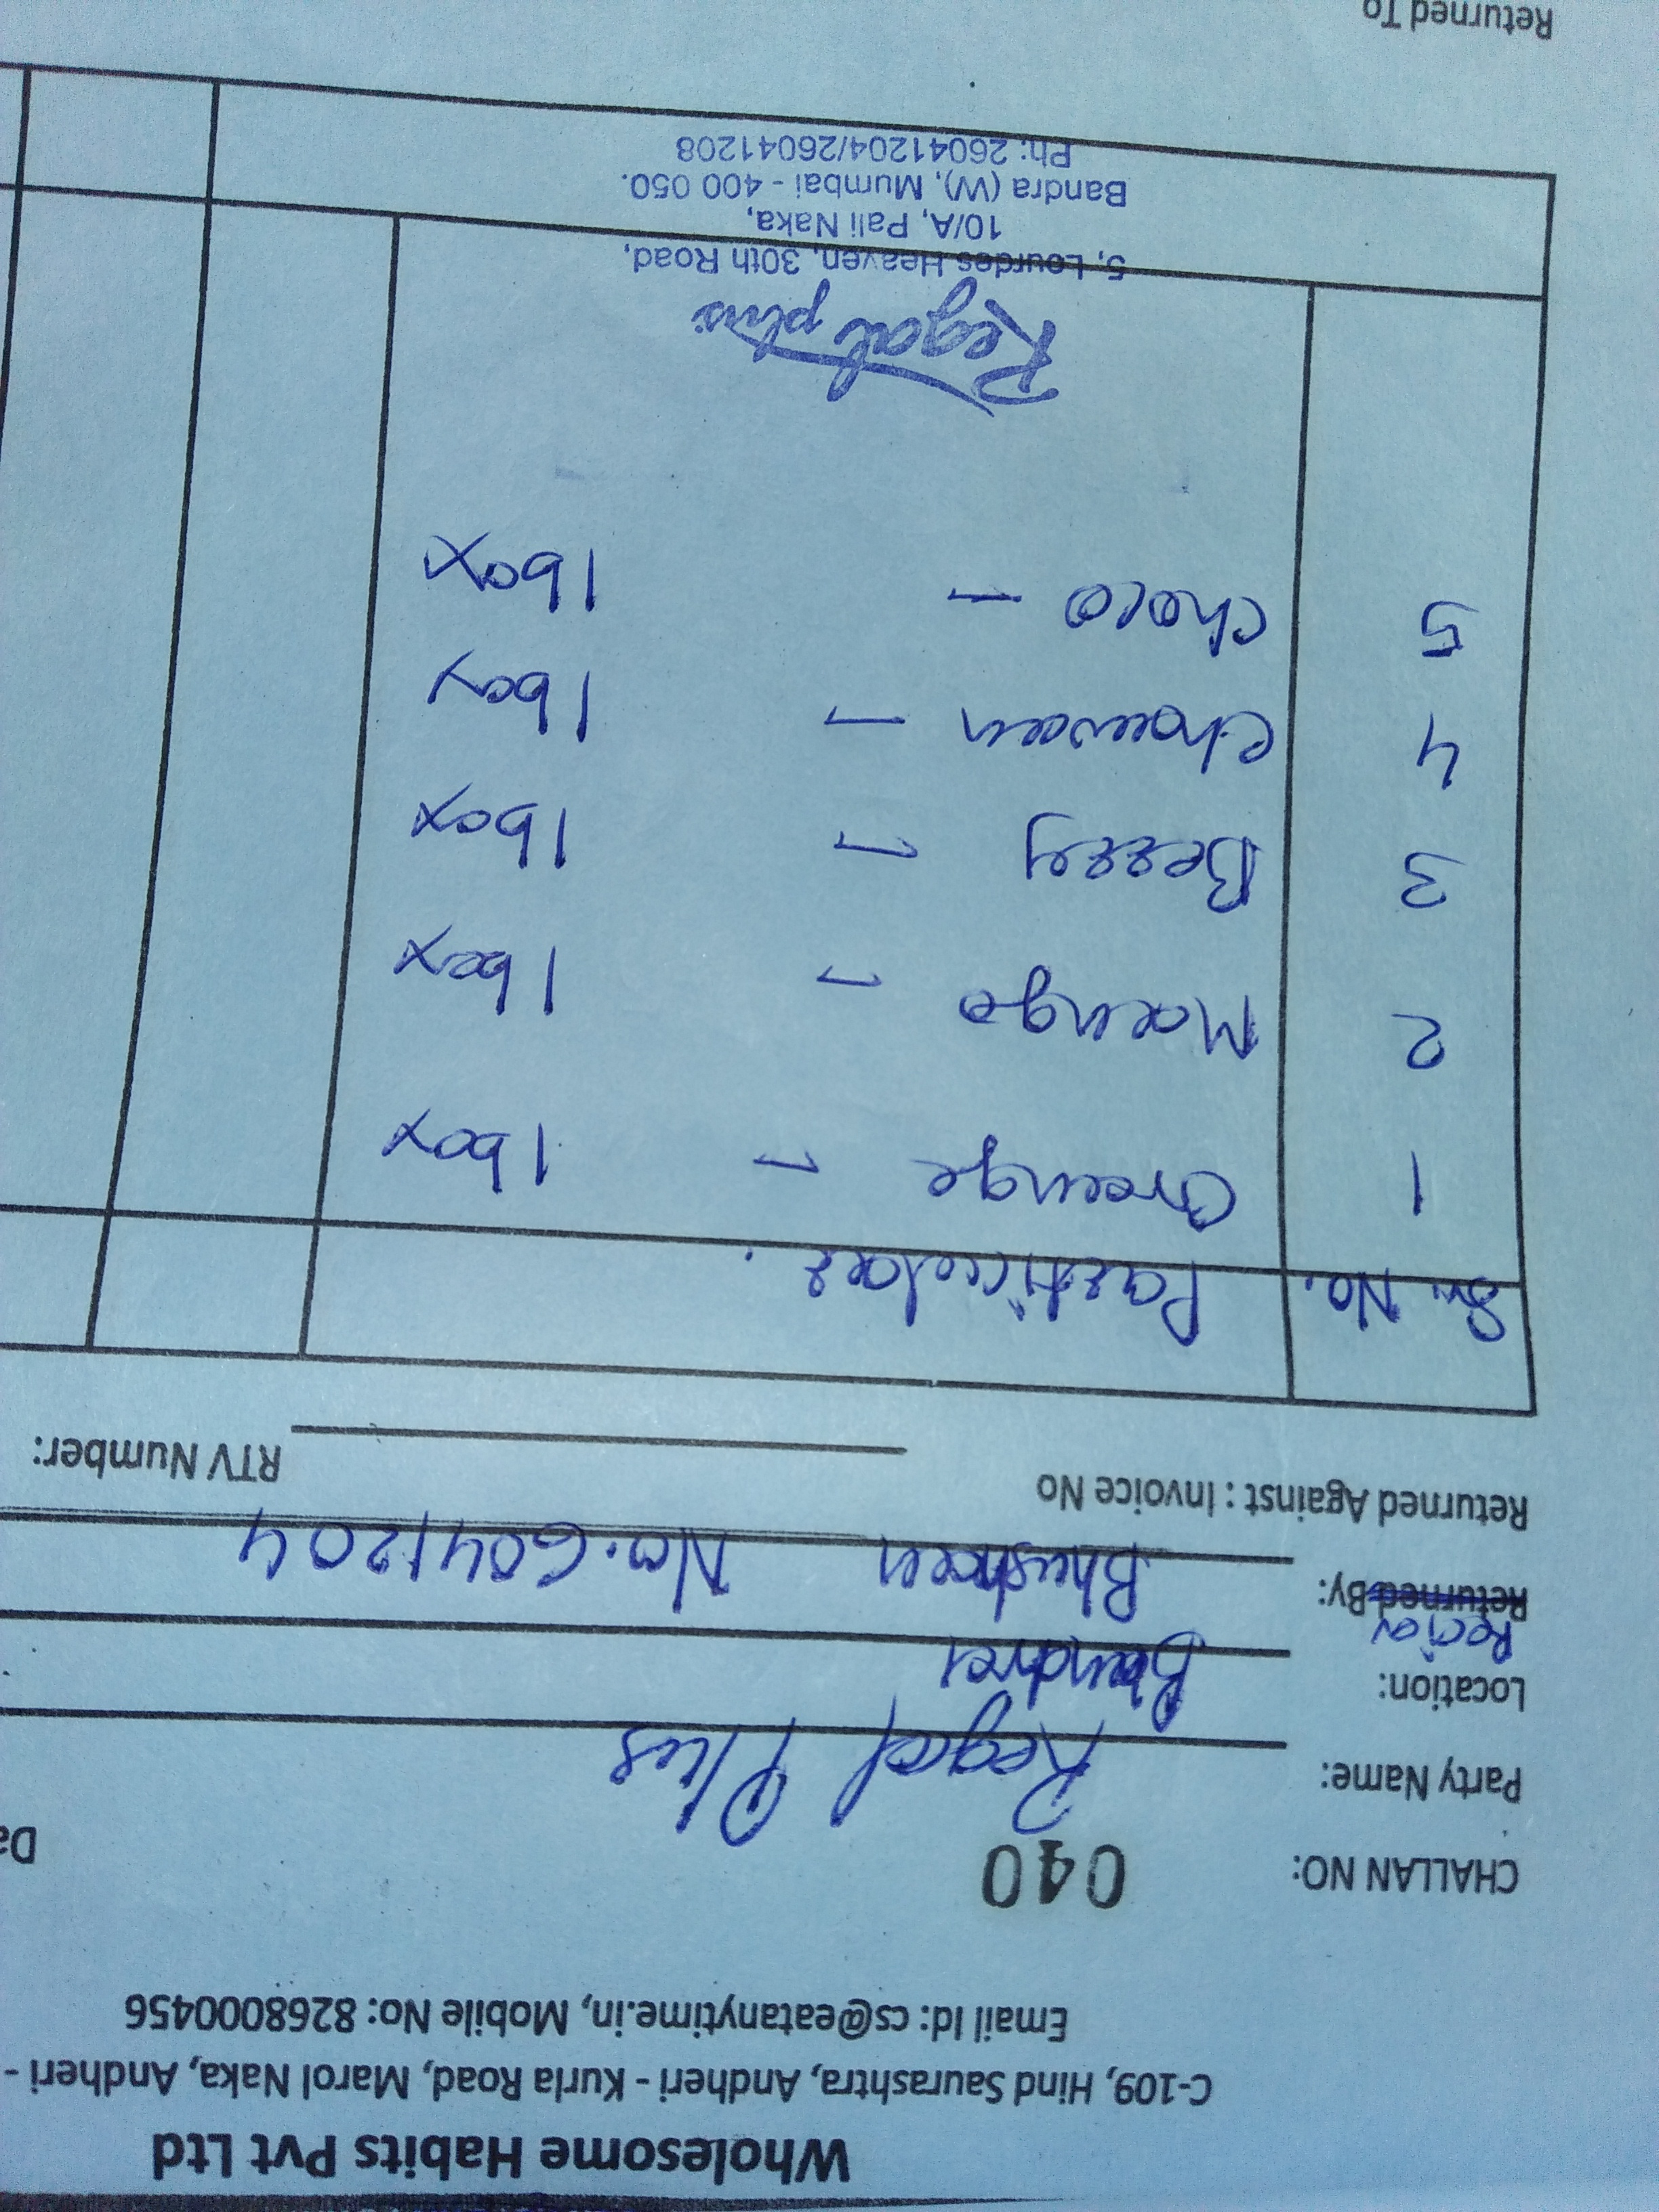 Wholesome Habits Pvt Ltd
C-109, Hind Saurashtra, Andheri - Kurla Road, Marol Naka, Andheri -
Email Id: cs@eatanytime.in, Mobile No: 8268000456
CHALLAN NO: 040
Da
Party Name: Regal Plus
Location: Bandra
Reciev
Returned By: Bhushan No. 6041204
Returned Against : Invoice No
RTV Number:
Sr. No. Particular.
1 Orange - 1 box
2 Mango - 1 box
3 Berry - 1 box
4 Chawan - 1 box
5 Choco - 1 box
Regal plus
5, Lourdes Heaven, 30th Road,
10/A, Pali Naka,
Bandra (W), Mumbai - 400 050.
Ph: 26041204/26041208
Returned To